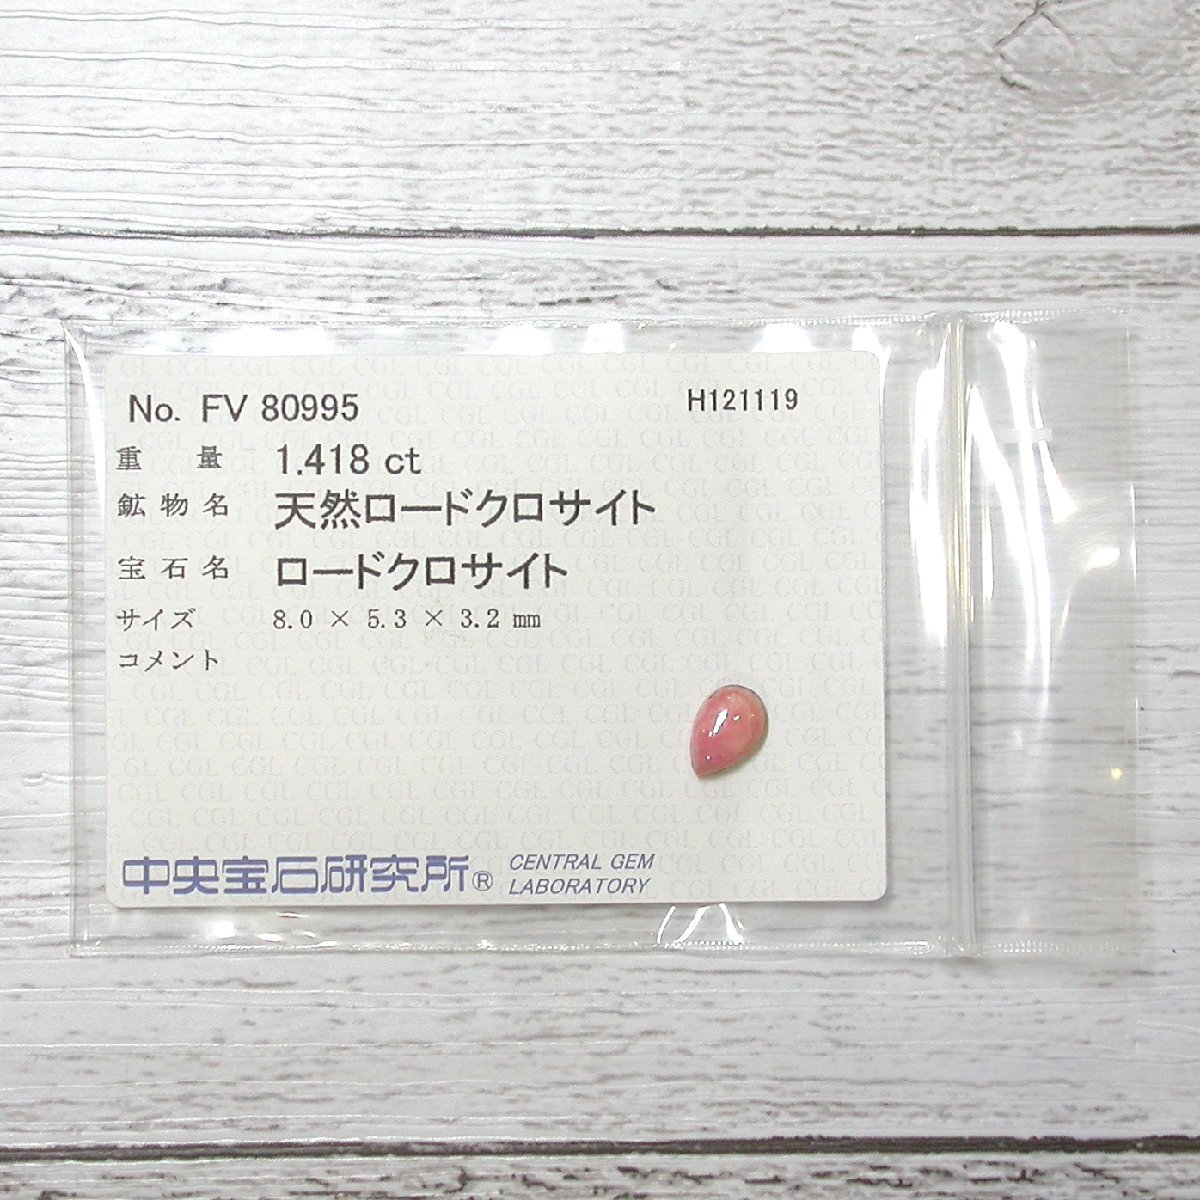 No. FV 80995 H121119
重 量 1.418 ct
鉱物名 天然ロードクロサイト
宝石名 ロードクロサイト
サイズ 8.0 × 5.3 × 3.2 mm
コメント
中央宝石研究所® CENTRAL GEM
LABORATORY